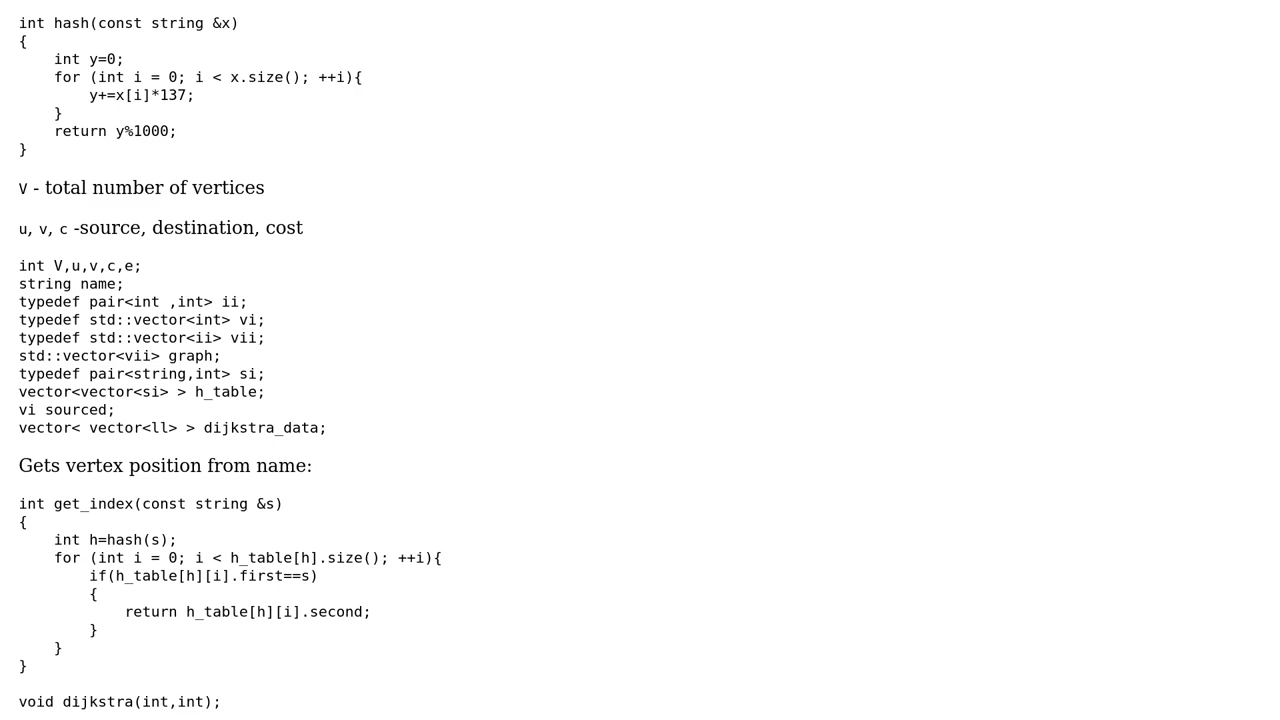 int hash(const string &x)
{
    int y=0;
    for (int i = 0; i < x.size(); ++i){
        y+=x[i]*137;
    }
    return y%1000;
}
V - total number of vertices
u, v, c -source, destination, cost
int V,u,v,c,e;
string name;
typedef pair<int ,int> ii;
typedef std::vector<int> vi;
typedef std::vector<ii> vii;
std::vector<vii> graph;
typedef pair<string,int> si;
vector<vector<si> > h_table;
vi sourced;
vector< vector<ll> > dijkstra_data;
Gets vertex position from name:
int get_index(const string &s)
{
    int h=hash(s);
    for (int i = 0; i < h_table[h].size(); ++i){
        if(h_table[h][i].first==s)
        {
            return h_table[h][i].second;
        }
    }
}
void dijkstra(int,int);